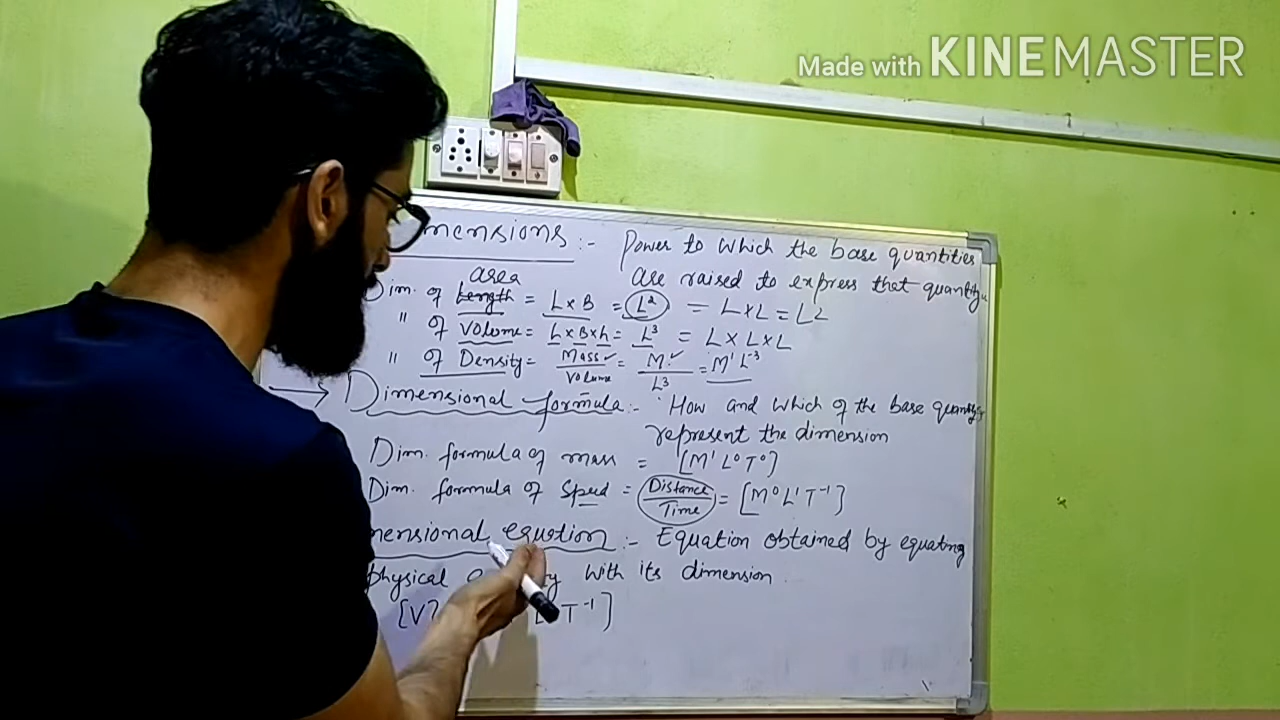 Made with KINEMASTER
mensions :- Power to which the base quantities
are raised to express that quantity
area
Dim. of Length = L × B = L² = L×L = L²
" of Volume = L × B × h = L³ = L × L × L
" of Density = Mass/Volume = M/L³ = M¹ L⁻³
→ Dimensional formula :- How and which of the base quantity
represent the dimension
Dim. formula of mass = [M¹ L⁰ T⁰]
Dim. formula of Speed = Distance/Time = [M⁰ L¹ T⁻¹]
mensional equation :- Equation obtained by equating
physical with its dimension.
[V] T⁻¹]